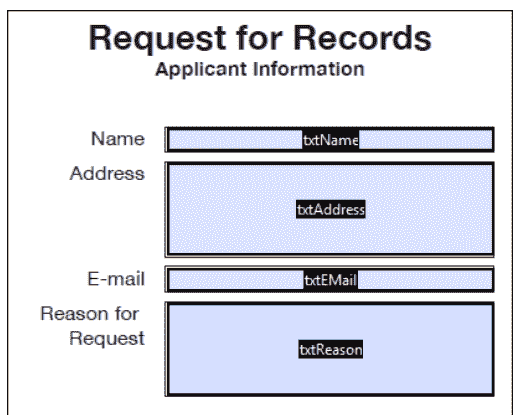 Request for Records
Applicant Information
Name txtName
Address txtAddress
E-mail txtEMail
Reason for
Request txtReason